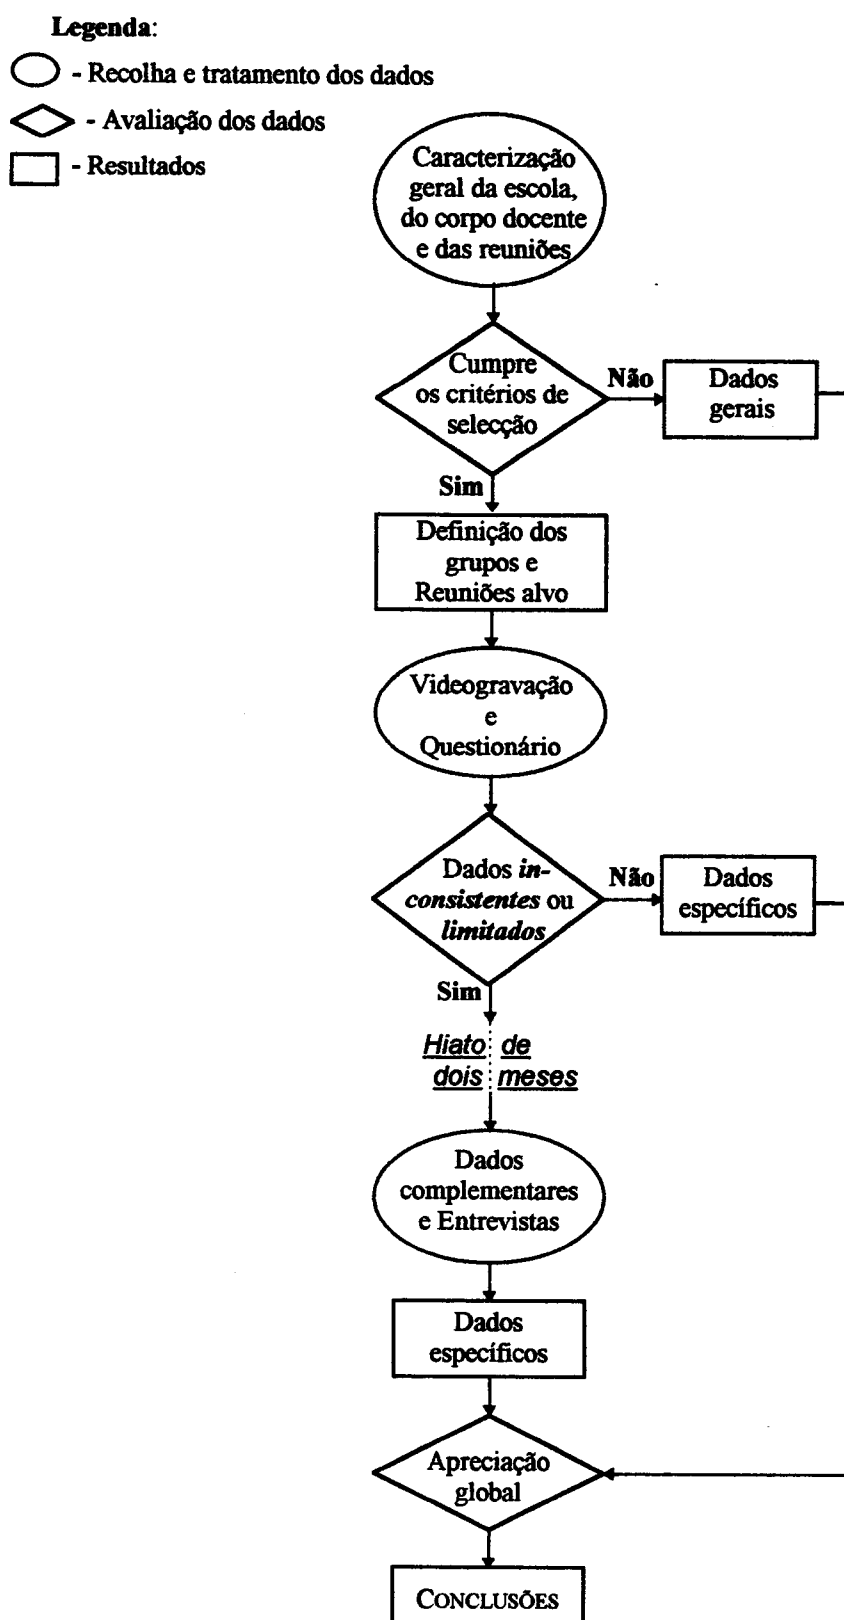 Legenda:
- Recolha e tratamento dos dados
- Avaliação dos dados
- Resultados
Caracterização
geral da escola,
do corpo docente
e das reuniões
Cumpre
os critérios de
selecção
Não
Dados
gerais
Sim
Definição dos
grupos e
Reuniões alvo
Videogravação
e
Questionário
Dados in-
consistentes ou
limitados
Não
Dados
específicos
Sim
Hiato de
dois meses
Dados
complementares
e Entrevistas
Dados
específicos
Apreciação
global
CONCLUSÕES